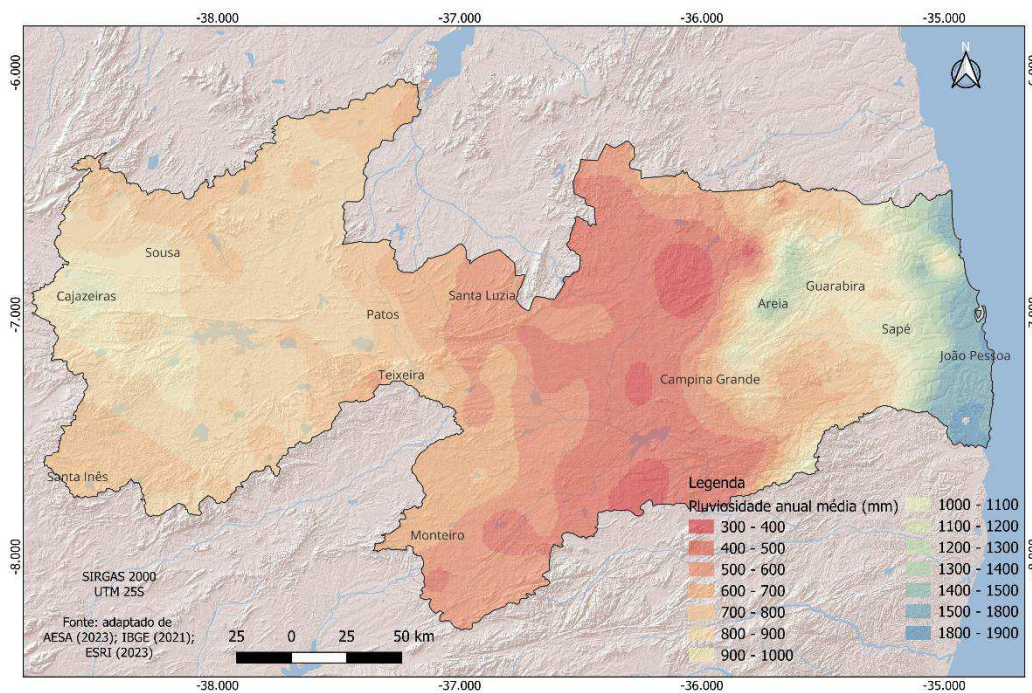 -38.000 -37.000 -36.000 -35.000
-6.000
-6.000
N
Sousa
Cajazeiras
Santa Luzia
Guarabira
Areia
-7.000
-7.000
Patos
Sapé
João Pessoa
Teixeira
Campina Grande
Santa Inês
Monteiro
Legenda
Pluviosidade anual média (mm)
300 - 400
400 - 500
500 - 600
600 - 700
700 - 800
800 - 900
900 - 1000
1000 - 1100
1100 - 1200
1200 - 1300
1300 - 1400
1400 - 1500
1500 - 1800
1800 - 1900
-8.000
-8.000
SIRGAS 2000
UTM 25S
Fonte: adaptado de
AESA (2023); IBGE (2021);
ESRI (2023)
25 0 25 50 km
-38.000 -37.000 -36.000 -35.000